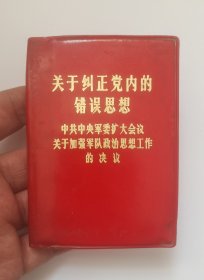 关于纠正党内的
错误思想
中共中央军委扩大会议
关于加强军队政治思想工作
的决议